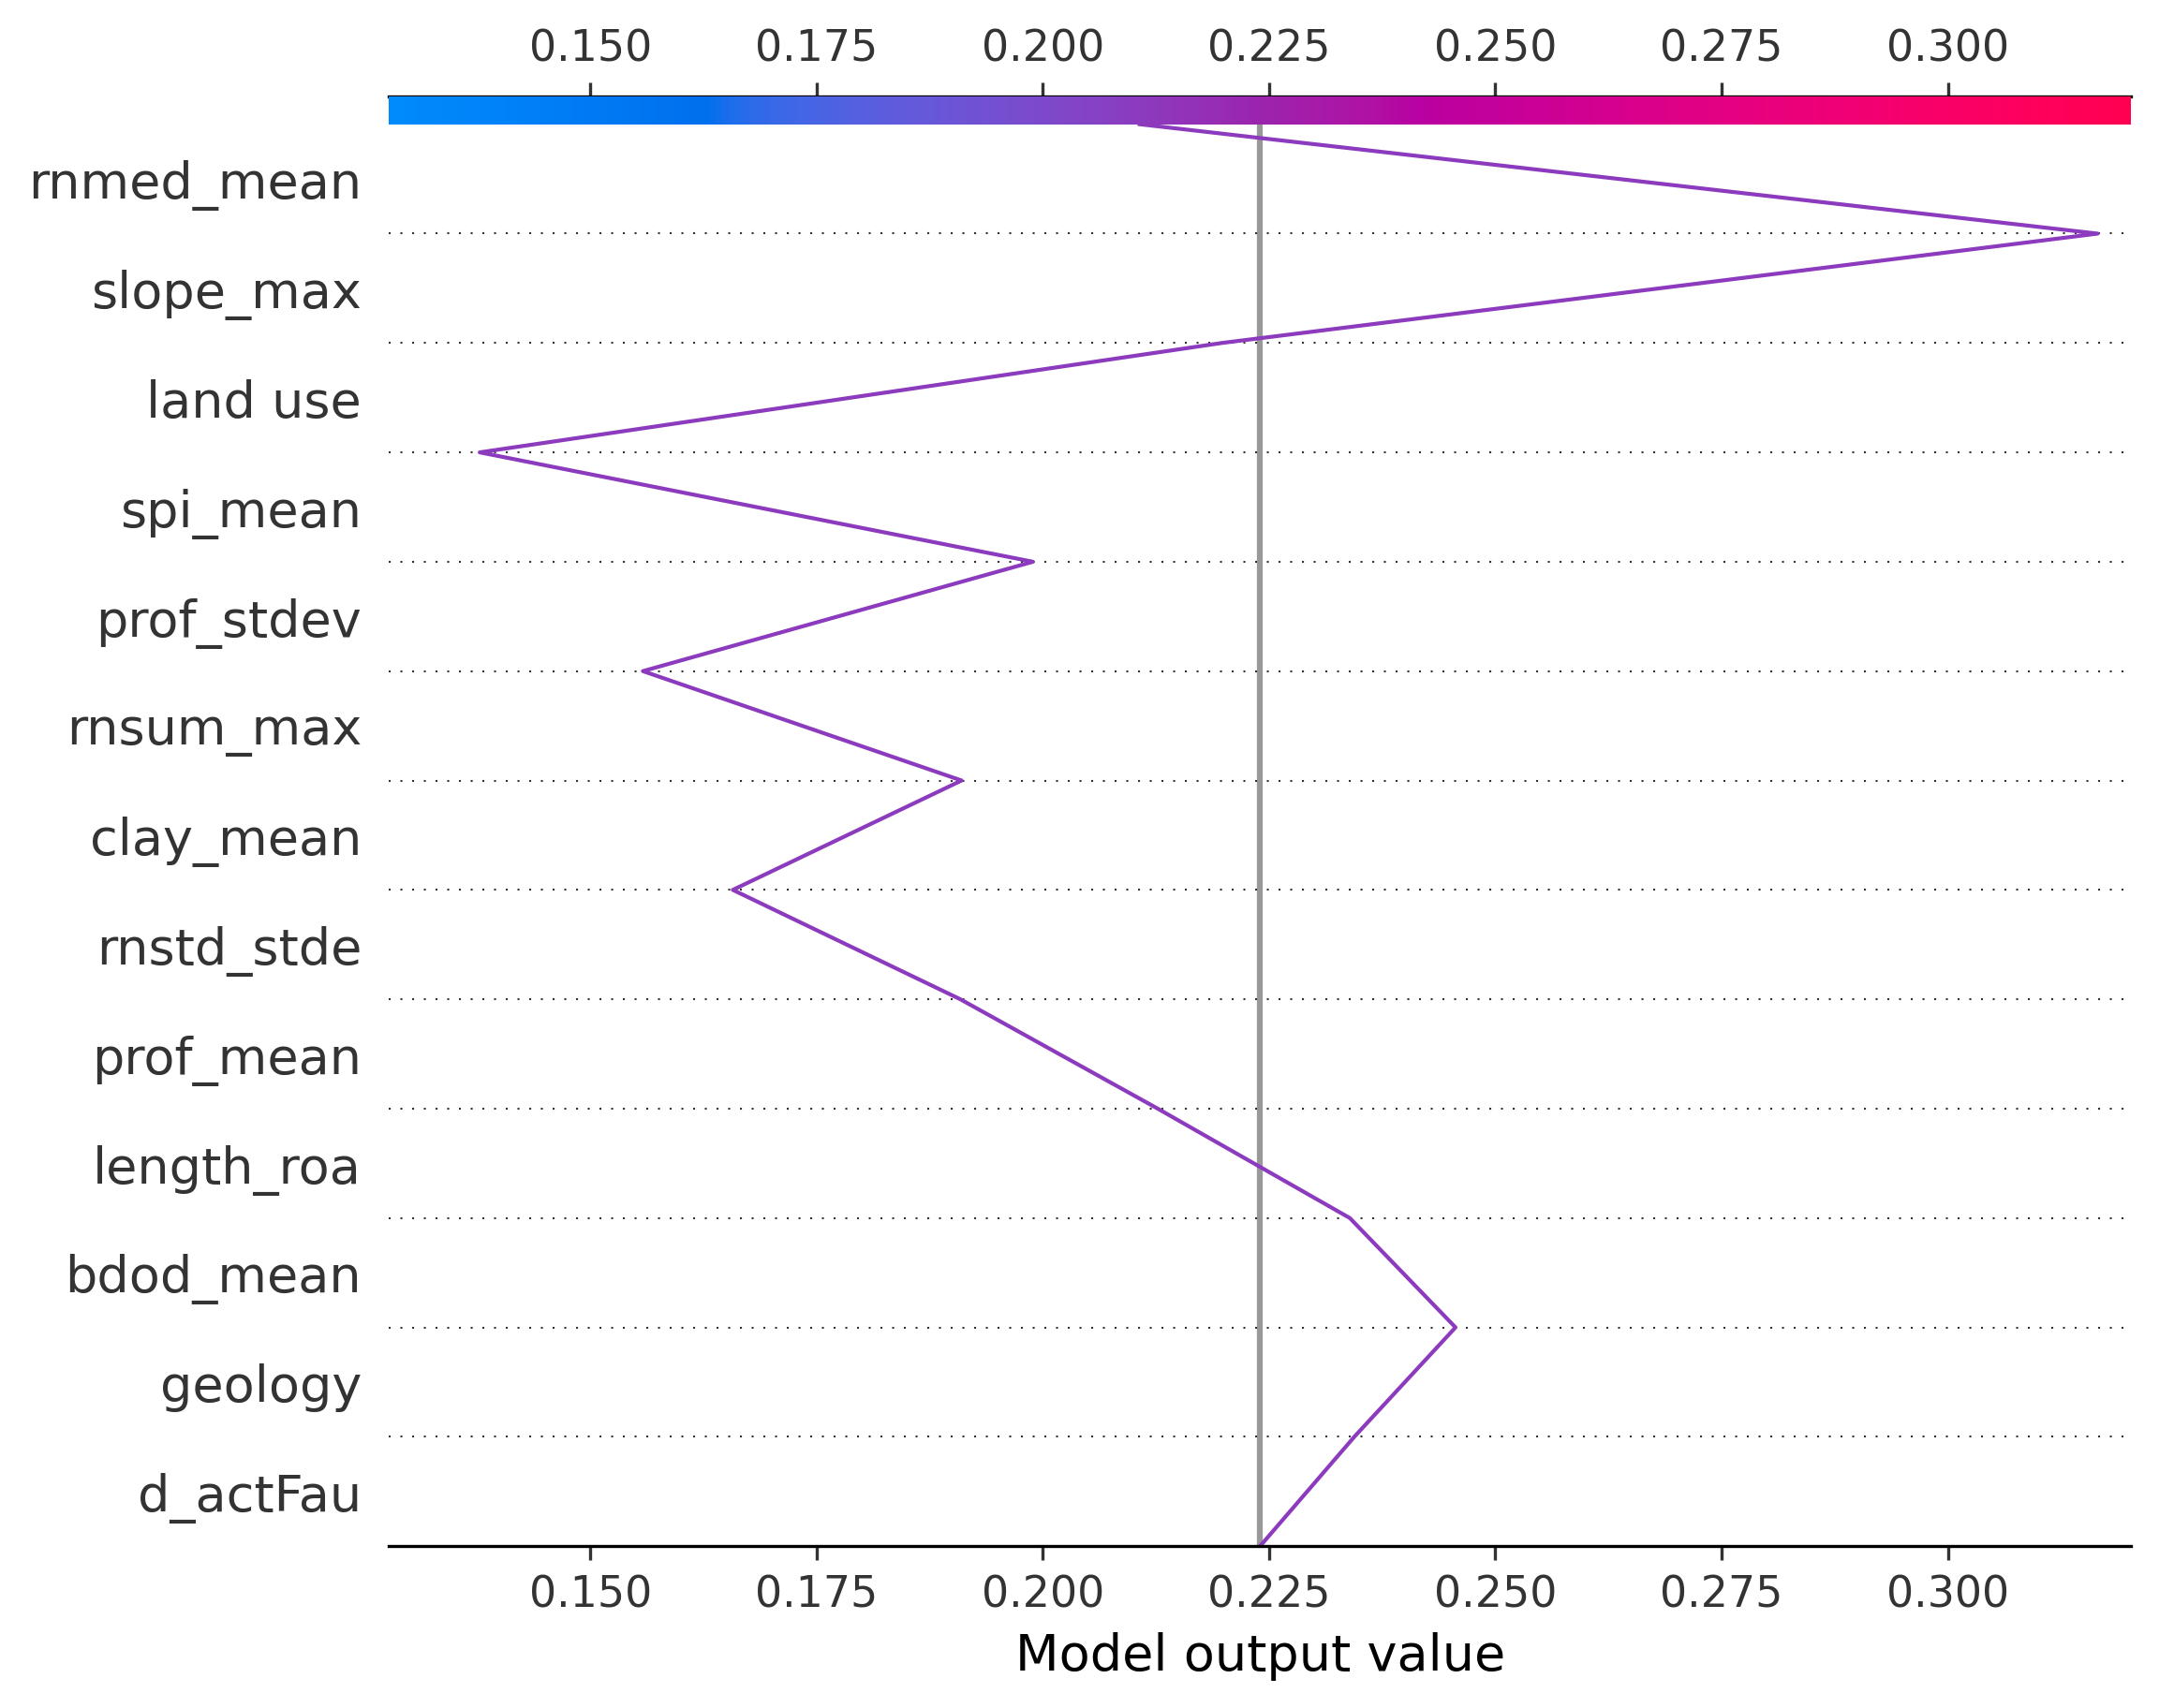 0.150 0.175 0.200 0.225 0.250 0.275 0.300
rnmed_mean
slope_max
land use
spi_mean
prof_stdev
rnsum_max
clay_mean
rnstd_stde
prof_mean
length_roa
bdod_mean
geology
d_actFau
0.150 0.175 0.200 0.225 0.250 0.275 0.300
Model output value